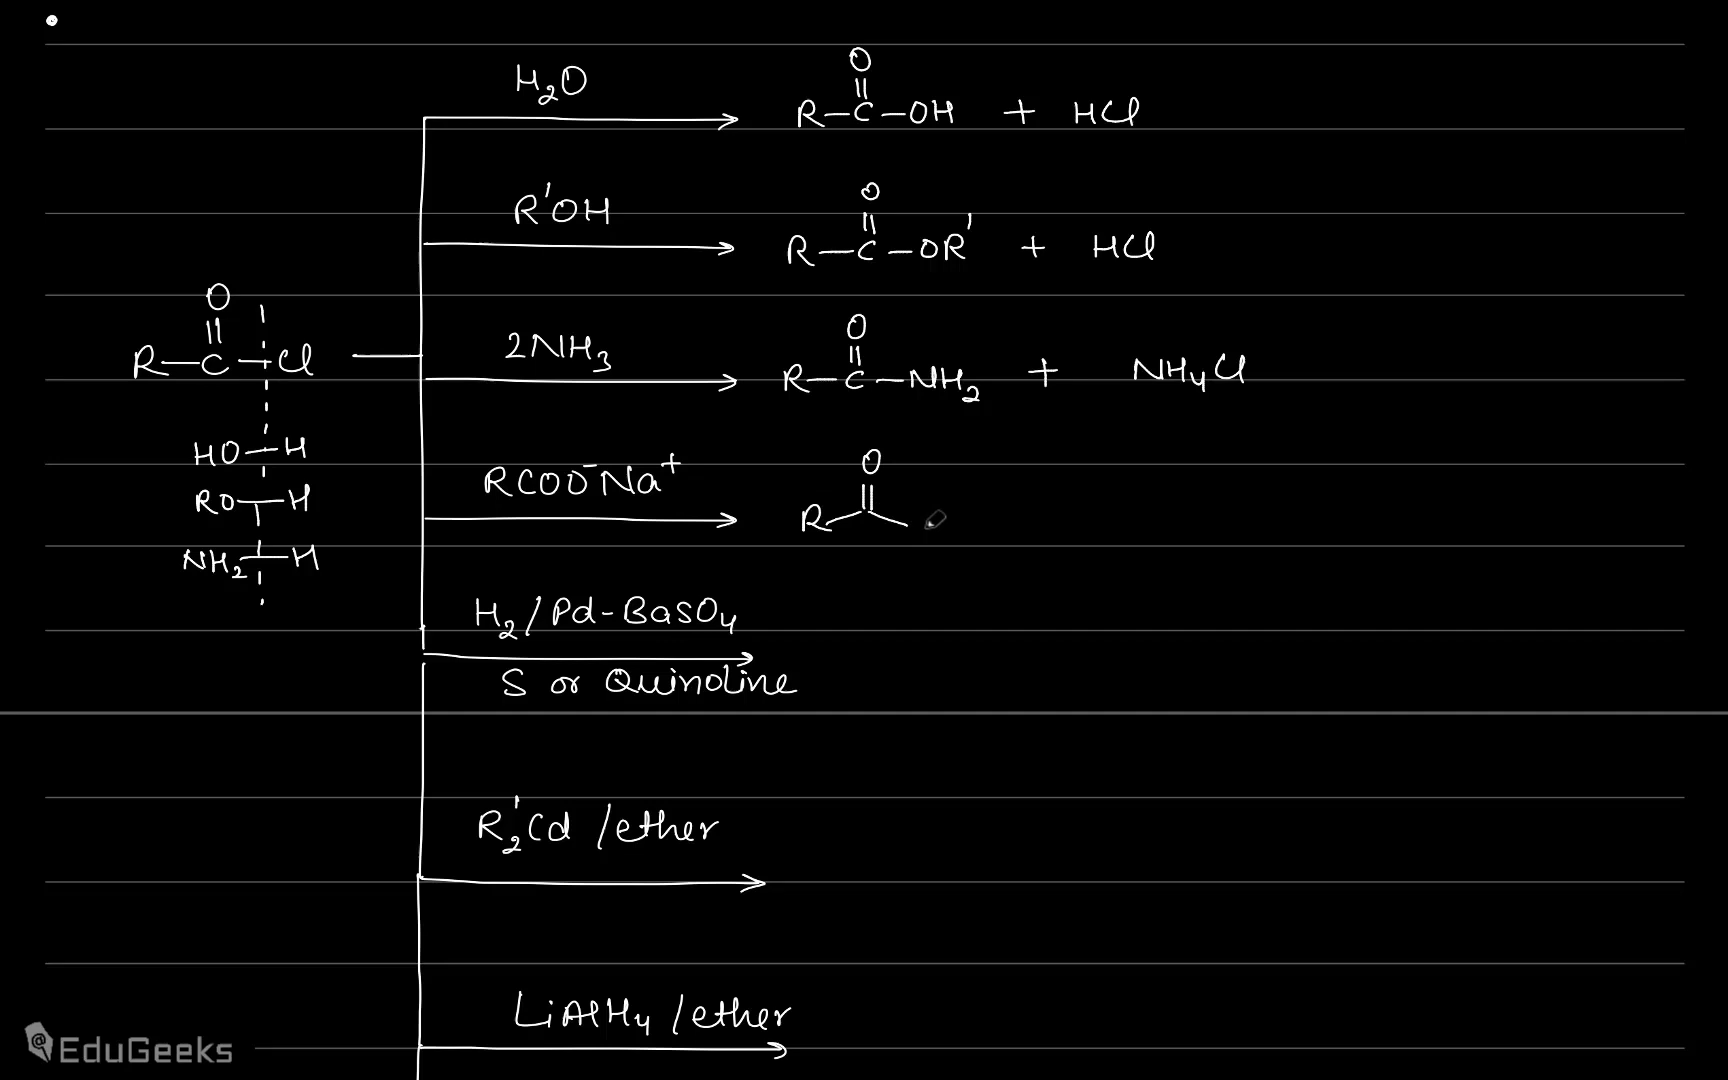 H₂O
O
||
R—C—OH + HCl
R'OH
O
||
R—C—OR' + HCl
O
||
R—C—Cl
2NH₃
O
||
R—C—NH₂ + NH₄Cl
HO—H
RO—H
NH₂—H
RCOO⁻Na⁺
O
||
R
H₂/Pd-BaSO₄
S or Quinoline
R'₂Cd /ether
LiAlH₄ /ether
@EduGeeks